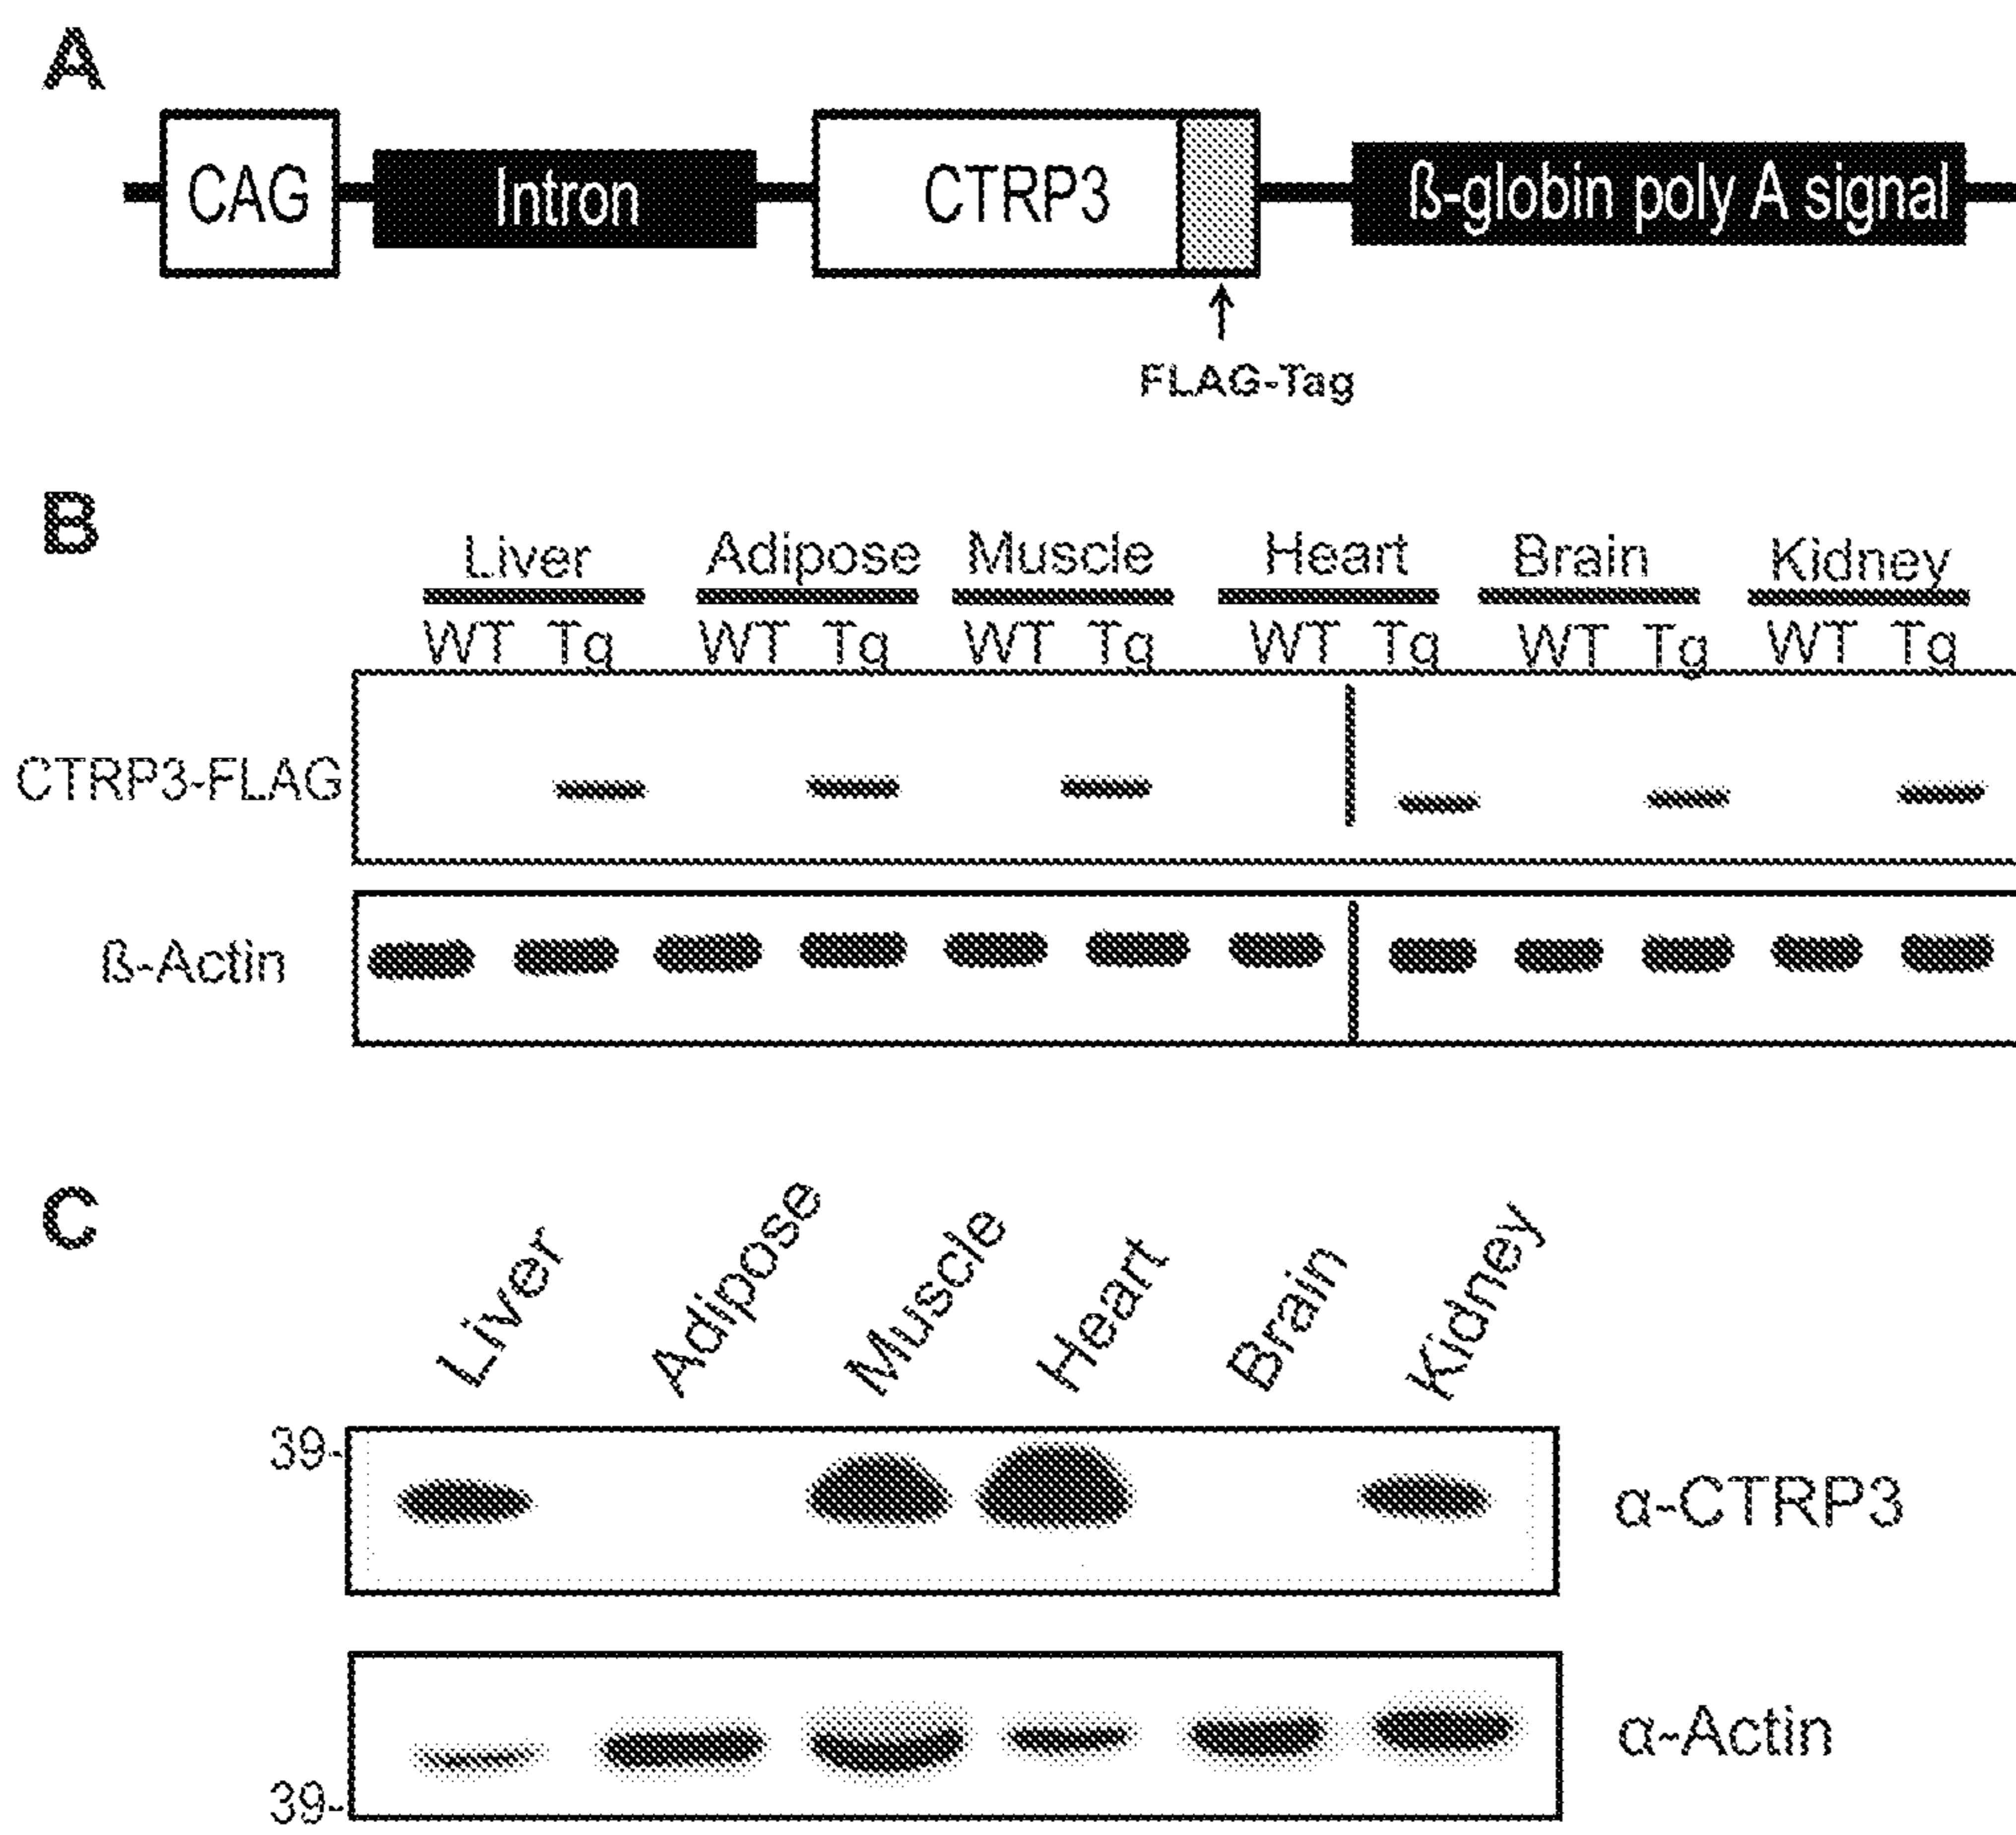 A
CAG Intron CTRP3 ß-globin poly A signal
FLAG-Tag
B
Liver Adipose Muscle Heart Brain Kidney
WT Tg WT Tg WT Tg WT Tg WT Tg WT Tg
CTRP3-FLAG
ß-Actin
C
Liver Adipose Muscle Heart Brain Kidney
39-
α-CTRP3
α-Actin
39-